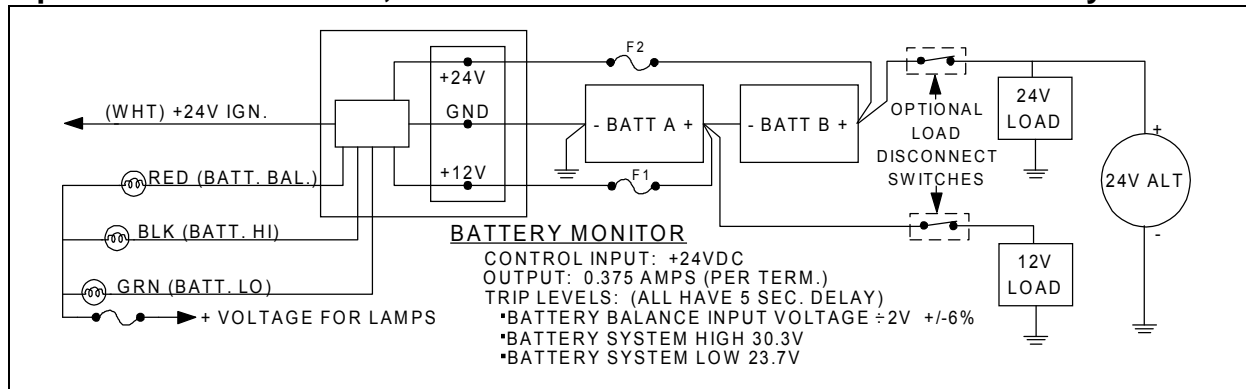 F2
+24V
(WHT) +24V IGN.
GND
- BATT A +
- BATT B +
OPTIONAL
LOAD
DISCONNECT
SWITCHES
24V
LOAD
+
24V ALT
-
+12V
F1
RED (BATT. BAL.)
BLK (BATT. HI)
GRN (BATT. LO)
+ VOLTAGE FOR LAMPS
12V
LOAD
BATTERY MONITOR
CONTROL INPUT: +24VDC
OUTPUT: 0.375 AMPS (PER TERM.)
TRIP LEVELS: (ALL HAVE 5 SEC. DELAY)
▪BATTERY BALANCE INPUT VOLTAGE ÷2V +/-6%
▪BATTERY SYSTEM HIGH 30.3V
▪BATTERY SYSTEM LOW 23.7V